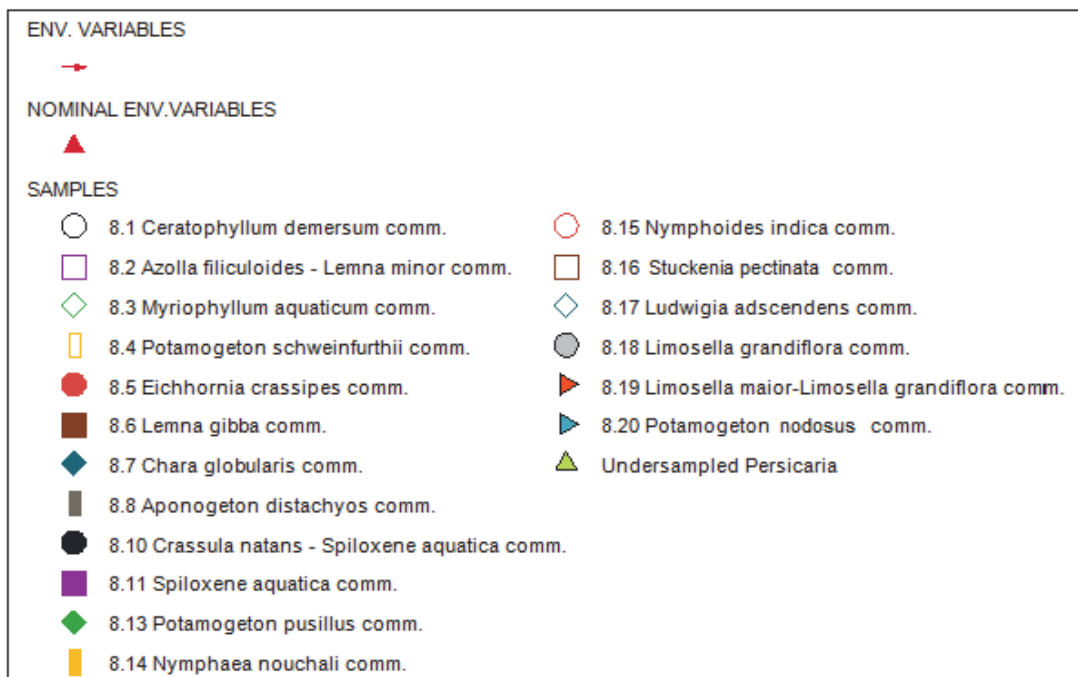 ENV. VARIABLES
NOMINAL ENV.VARIABLES
SAMPLES
8.1 Ceratophyllum demersum comm.
8.2 Azolla filiculoides - Lemna minor comm.
8.3 Myriophyllum aquaticum comm.
8.4 Potamogeton schweinfurthii comm.
8.5 Eichhornia crassipes comm.
8.6 Lemna gibba comm.
8.7 Chara globularis comm.
8.8 Aponogeton distachyos comm.
8.10 Crassula natans - Spiloxene aquatica comm.
8.11 Spiloxene aquatica comm.
8.13 Potamogeton pusillus comm.
8.14 Nymphaea nouchali comm.
8.15 Nymphoides indica comm.
8.16 Stuckenia pectinata comm.
8.17 Ludwigia adscendens comm.
8.18 Limosella grandiflora comm.
8.19 Limosella maior-Limosella grandiflora comm.
8.20 Potamogeton nodosus comm.
Undersampled Persicaria